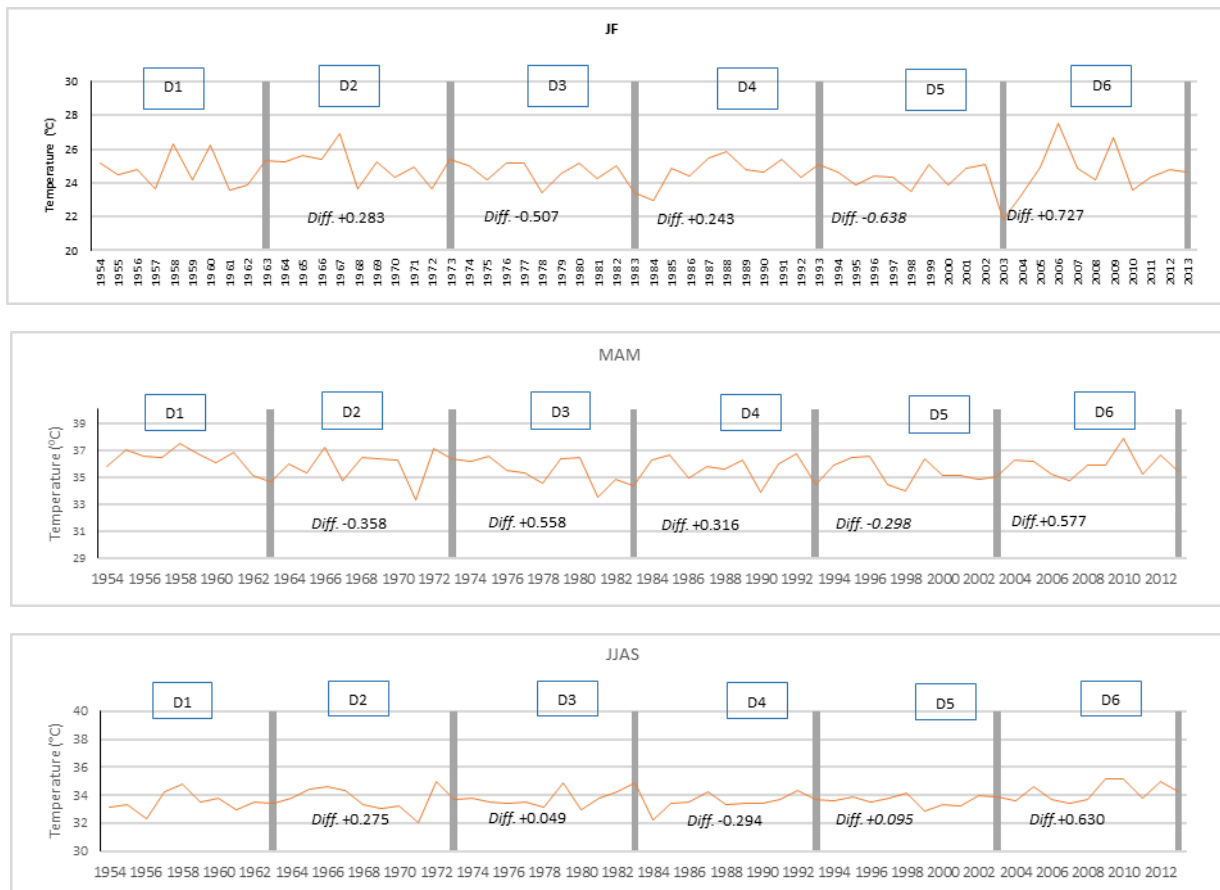 JF
Temperature (°C)
30
28
26
24
22
20
D1
D2
D3
D4
D5
D6
Diff. +0.283
Diff. -0.507
Diff. +0.243
Diff. -0.638
Diff. +0.727
1954 1955 1956 1957 1958 1959 1960 1961 1962 1963 1964 1965 1966 1967 1968 1969 1970 1971 1972 1973 1974 1975 1976 1977 1978 1979 1980 1981 1982 1983 1984 1985 1986 1987 1988 1989 1990 1991 1992 1993 1994 1995 1996 1997 1998 1999 2000 2001 2002 2003 2004 2005 2006 2007 2008 2009 2010 2011 2012 2013
MAM
Temperature (°C)
39
37
35
33
31
29
D1
D2
D3
D4
D5
D6
Diff. -0.358
Diff. +0.558
Diff. +0.316
Diff. -0.298
Diff. +0.577
1954 1956 1958 1960 1962 1964 1966 1968 1970 1972 1974 1976 1978 1980 1982 1984 1986 1988 1990 1992 1994 1996 1998 2000 2002 2004 2006 2008 2010 2012
JJAS
Temperature (°C)
40
38
36
34
32
30
D1
D2
D3
D4
D5
D6
Diff. +0.275
Diff. +0.049
Diff. -0.294
Diff. +0.095
Diff. +0.630
1954 1956 1958 1960 1962 1964 1966 1968 1970 1972 1974 1976 1978 1980 1982 1984 1986 1988 1990 1992 1994 1996 1998 2000 2002 2004 2006 2008 2010 2012